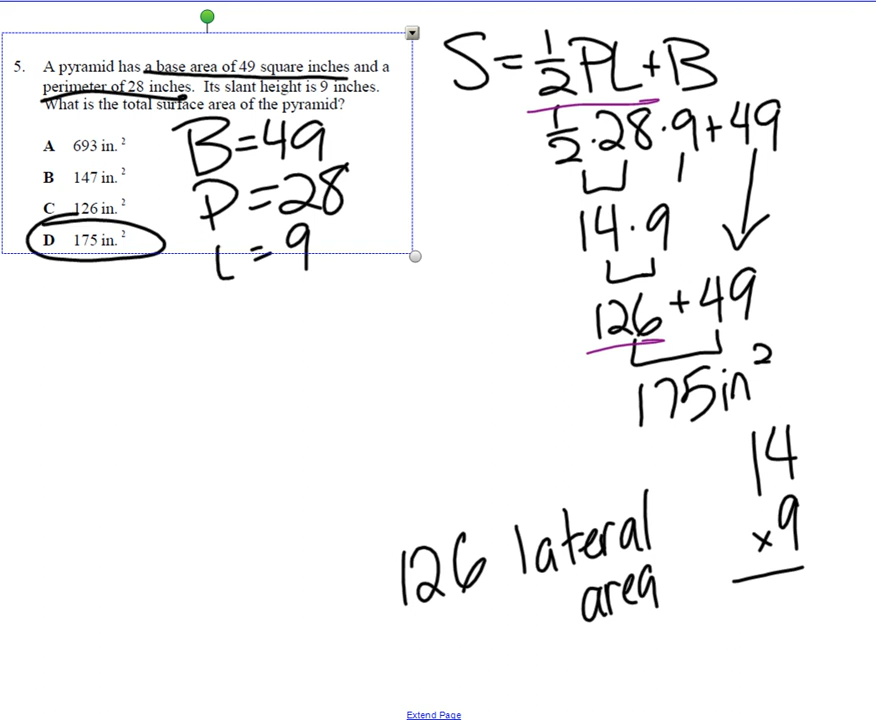 5. A pyramid has a base area of 49 square inches and a
perimeter of 28 inches. Its slant height is 9 inches.
What is the total surface area of the pyramid?
A 693 in. ²
B 147 in. ²
C 126 in. ²
D 175 in. ²
B=49
P=28
L=9
S=½PL+B
½·28·9+49
14·9
126+49
175in²
14
×9
126 lateral
area
Extend Page